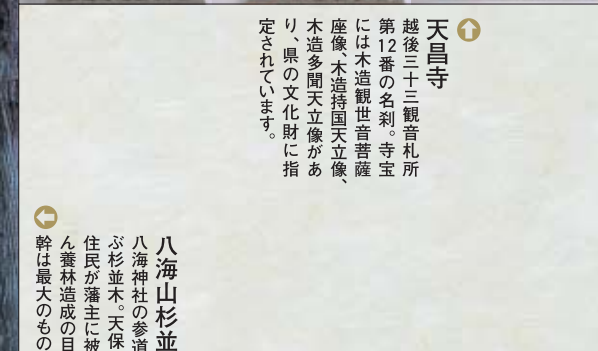 天昌寺
越後三十三観音札所
第12番の名刹。寺宝
には木造観世音菩薩
座像、木造持国天立像、
木造多聞天立像があ
り、県の文化財に指
定されています。
八海山杉並
八海神社の参道
ぶ杉並木。天保
住民が藩主に被
ん養林造成の目
幹は最大のもの